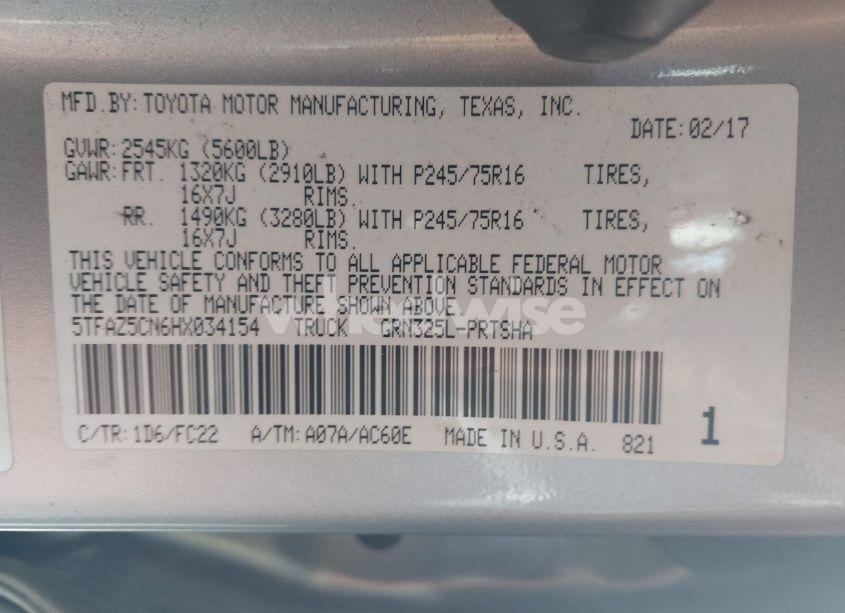 MFD.BY: TOYOTA MOTOR MANUFACTURING, TEXAS, INC.
DATE: 02/17
GVWR: 2545KG (5600LB)
GAWR: FRT. 1320KG (2910LB) WITH P245/75R16 TIRES,
16X7J RIMS.
RR. 1490KG (3280LB) WITH P245/75R16 TIRES,
16X7J RIMS.
THIS VEHICLE CONFORMS TO ALL APPLICABLE FEDERAL MOTOR
VEHICLE SAFETY AND THEFT PREVENTION STANDARDS IN EFFECT ON
THE DATE OF MANUFACTURE SHOWN ABOVE.
5TFAZ5CN6HX034154 TRUCK GRN325L-PRTSHA
C/TR: 1D6/FC22 A/TM: A07A/AC60E MADE IN U.S.A. 821 1